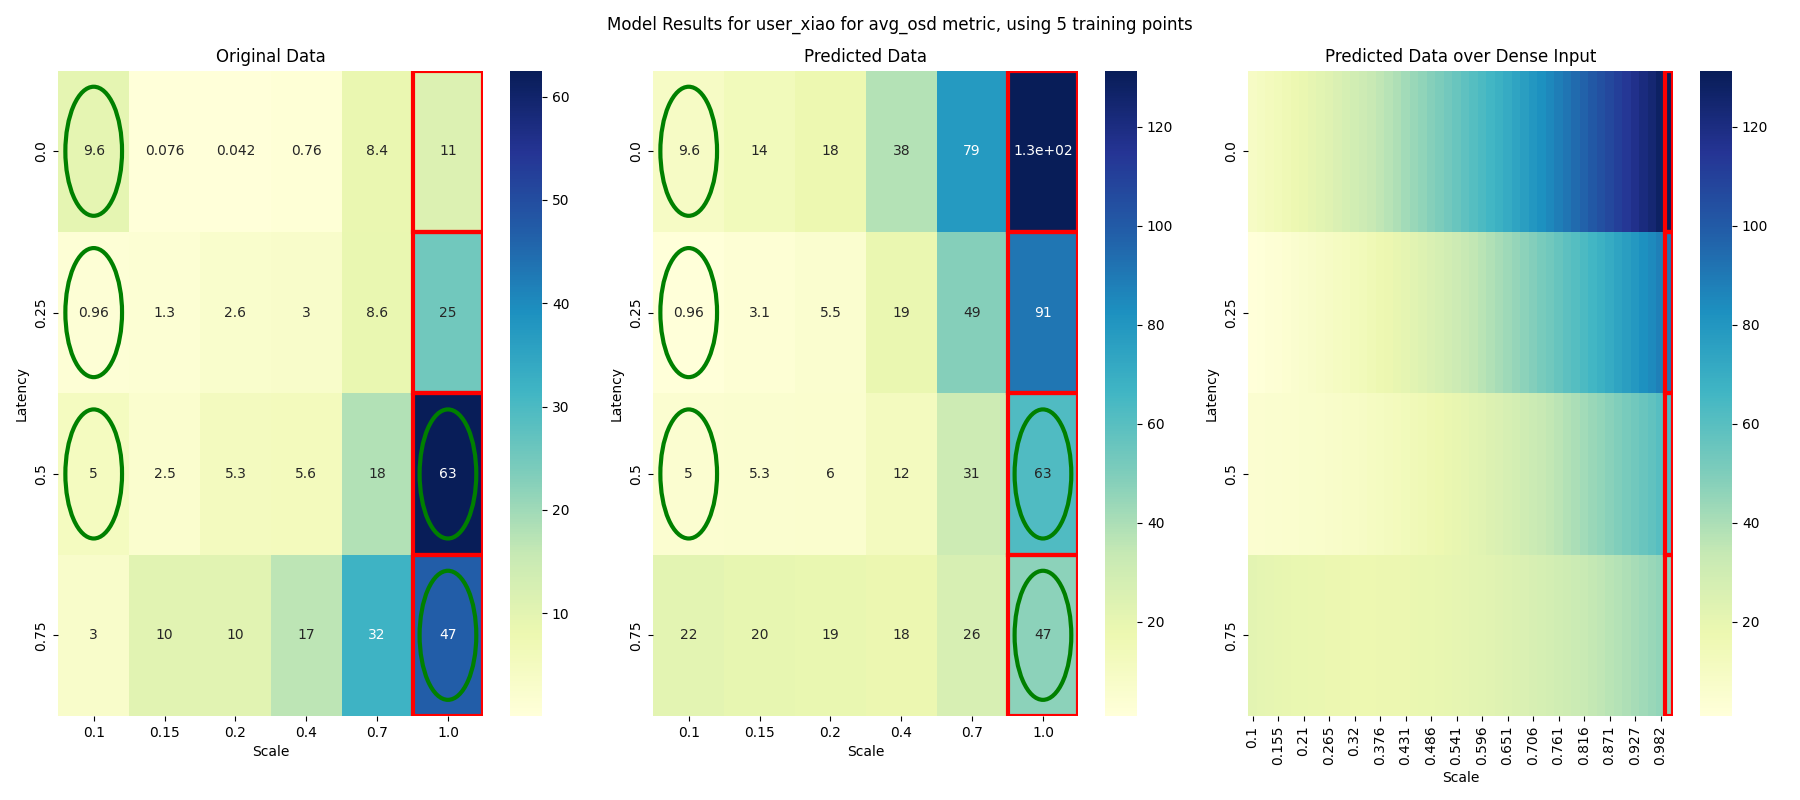 Model Results for user_xiao for avg_osd metric, using 5 training points
Original Data
Latency
0.0
0.25
0.5
0.75
9.6 0.076 0.042 0.76 8.4 11
0.96 1.3 2.6 3 8.6 25
5 2.5 5.3 5.6 18 63
3 10 10 17 32 47
0.1 0.15 0.2 0.4 0.7 1.0
Scale
60
50
40
30
20
10
Predicted Data
Latency
0.0
0.25
0.5
0.75
9.6 14 18 38 79 1.3e+02
0.96 3.1 5.5 19 49 91
5 5.3 6 12 31 63
22 20 19 18 26 47
0.1 0.15 0.2 0.4 0.7 1.0
Scale
120
100
80
60
40
20
Predicted Data over Dense Input
Latency
0.0
0.25
0.5
0.75
0.1 0.155 0.21 0.265 0.32 0.376 0.431 0.486 0.541 0.596 0.651 0.706 0.761 0.816 0.871 0.927 0.982
Scale
120
100
80
60
40
20